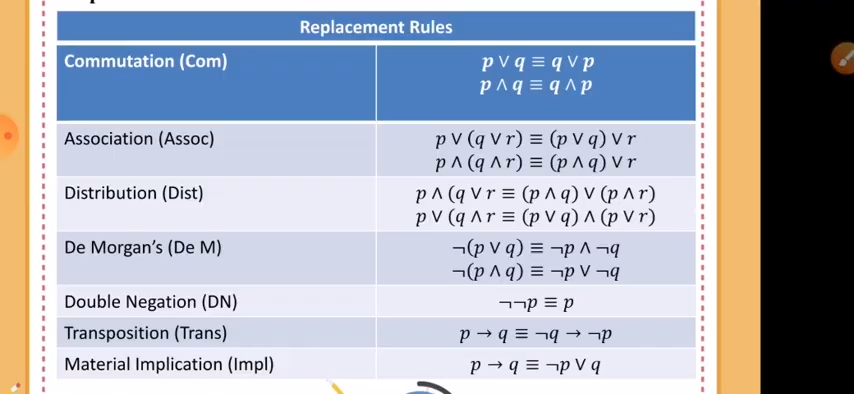 Replacement Rules
Commutation (Com)
p ∨ q ≡ q ∨ p
p ∧ q ≡ q ∧ p
Association (Assoc)
p ∨ (q ∨ r) ≡ (p ∨ q) ∨ r
p ∧ (q ∧ r) ≡ (p ∧ q) ∨ r
Distribution (Dist)
p ∧ (q ∨ r ≡ (p ∧ q) ∨ (p ∧ r)
p ∨ (q ∧ r ≡ (p ∨ q) ∧ (p ∨ r)
De Morgan’s (De M)
¬(p ∨ q) ≡ ¬p ∧ ¬q
¬(p ∧ q) ≡ ¬p ∨ ¬q
Double Negation (DN)
¬¬p ≡ p
Transposition (Trans)
p → q ≡ ¬q → ¬p
Material Implication (Impl)
p → q ≡ ¬p ∨ q